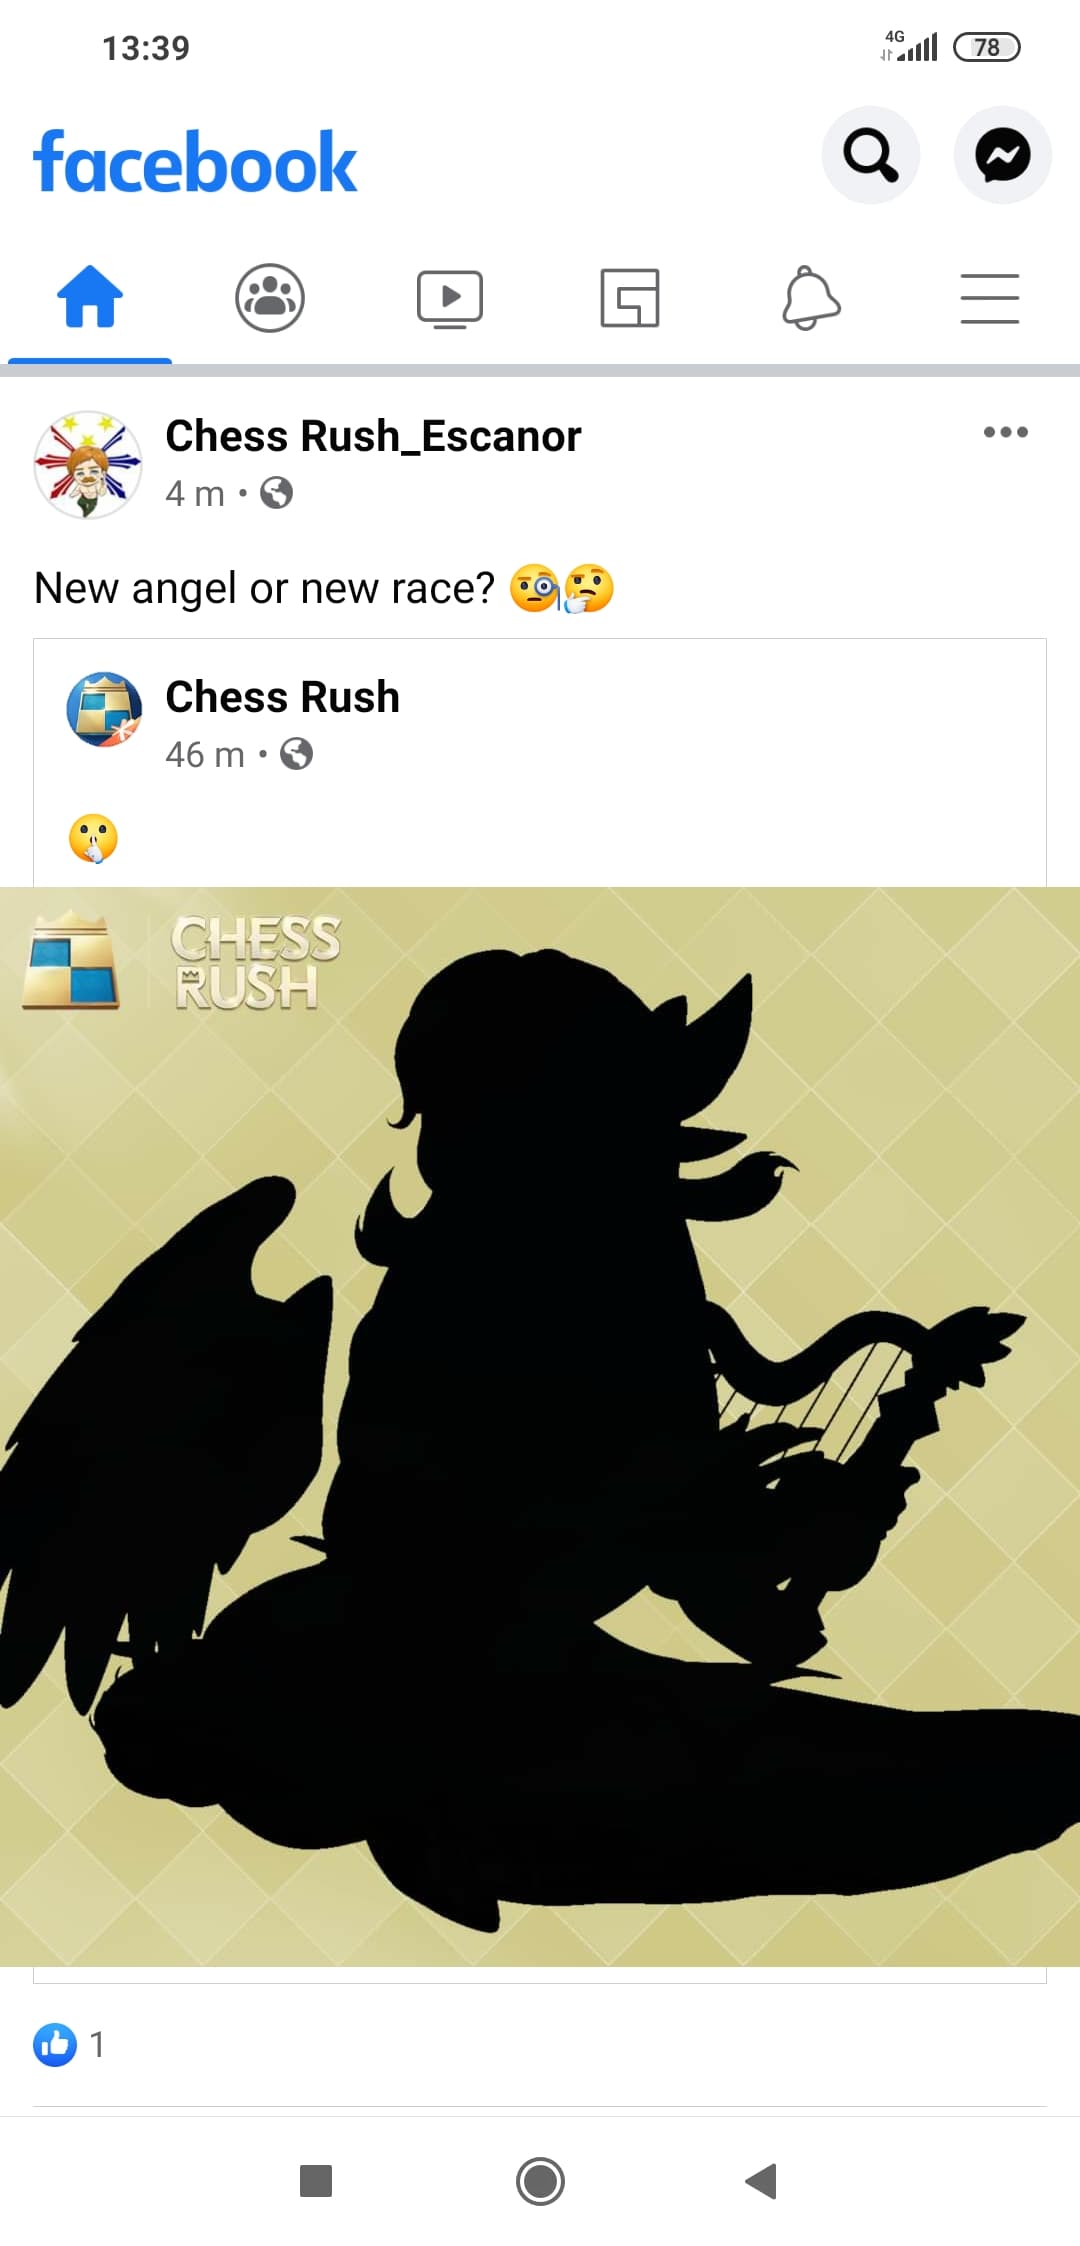 13:39
4G
78
facebook
Chess Rush_Escanor
4 m •
New angel or new race? 🧐🤔
Chess Rush
46 m •
🤫
CHESS
RUSH
1